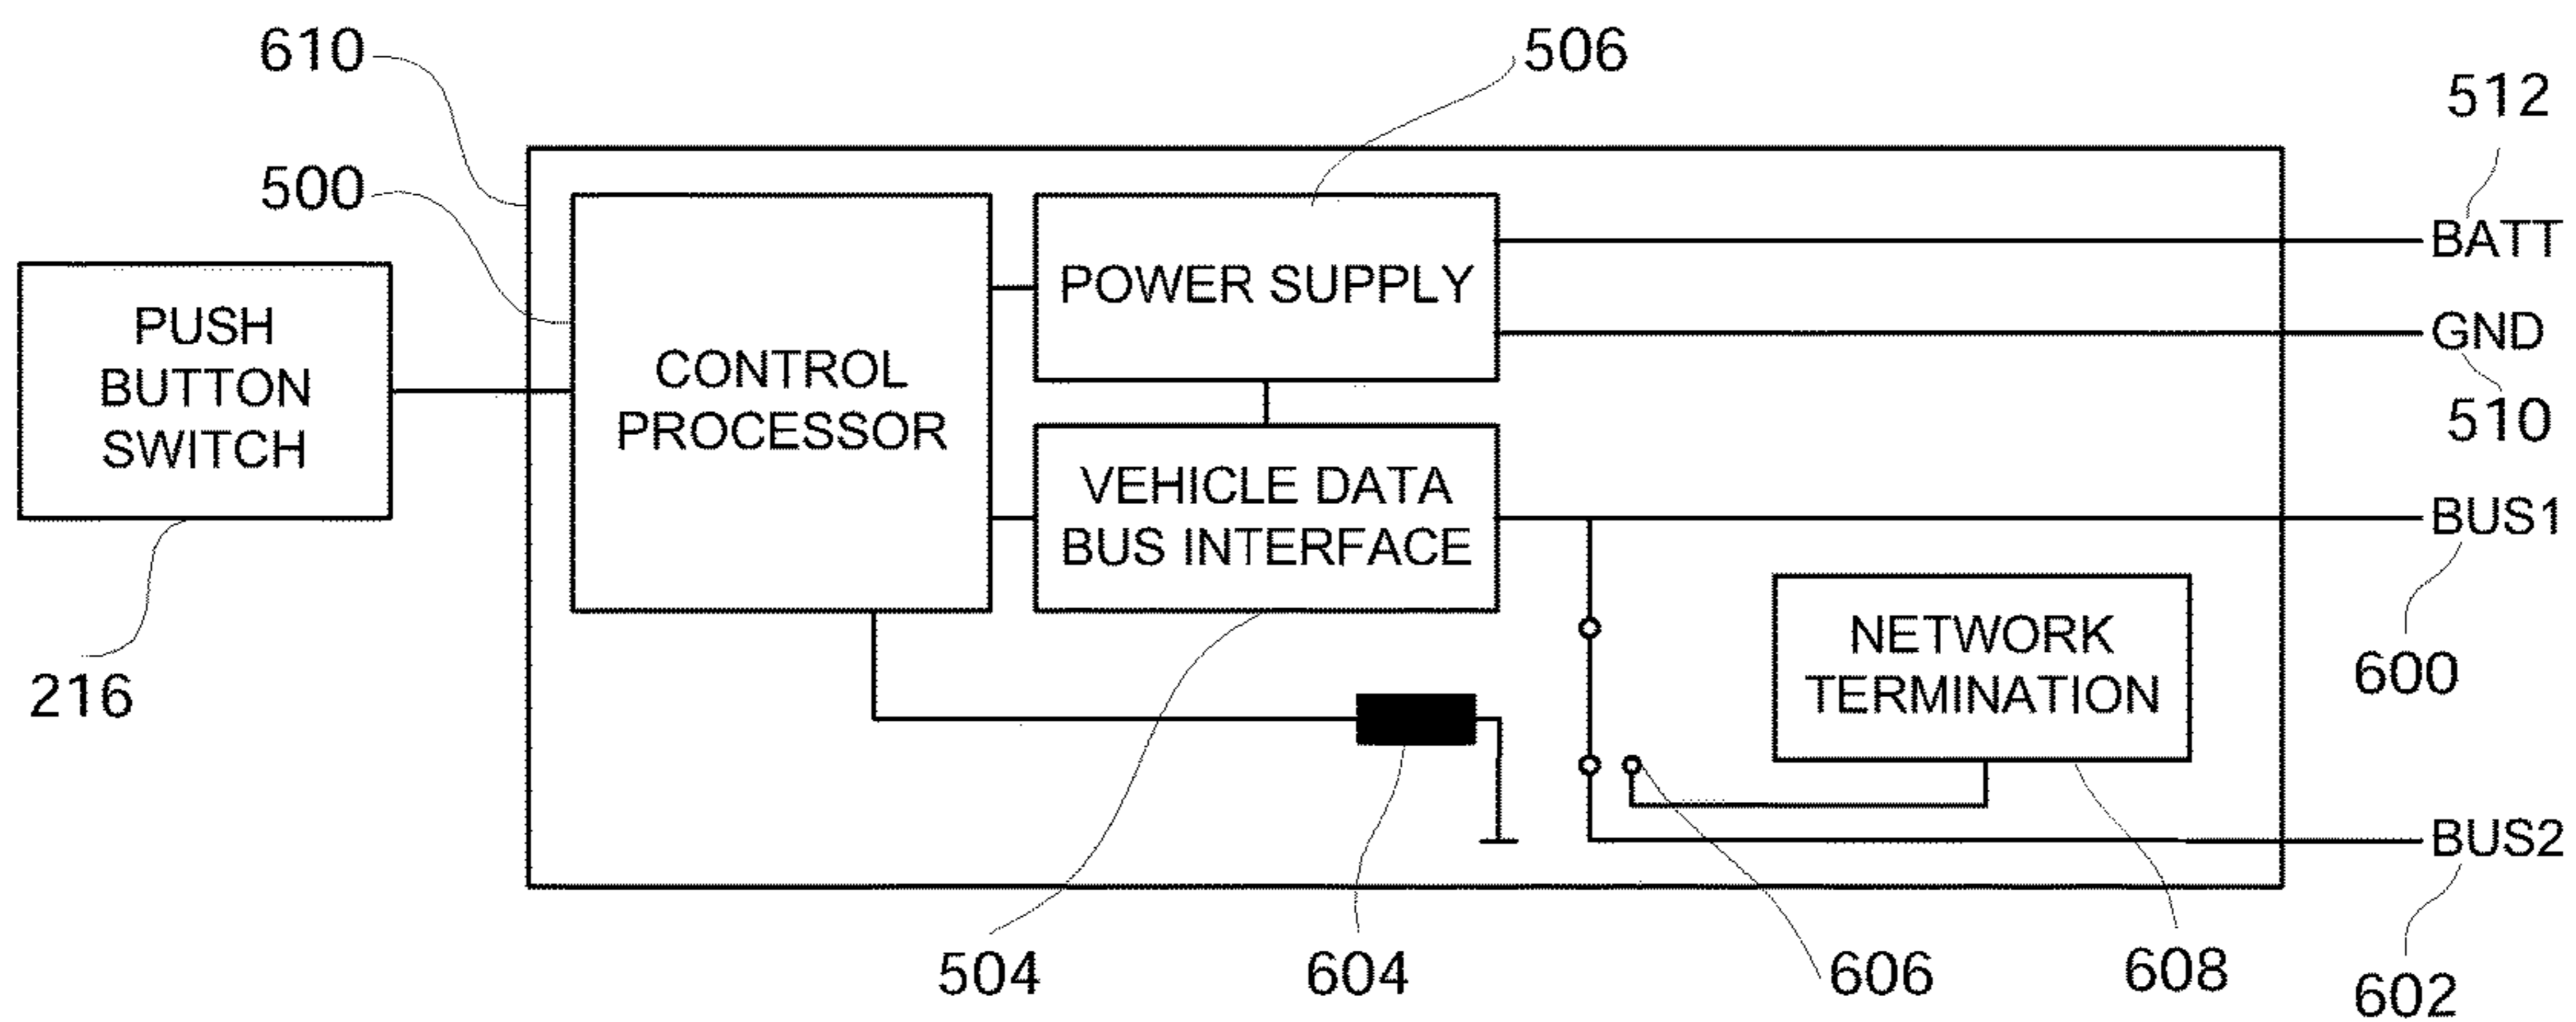 610
506
512
500
BATT
POWER SUPPLY
PUSH
BUTTON
SWITCH
GND
CONTROL
PROCESSOR
510
VEHICLE DATA
BUS INTERFACE
BUS1
NETWORK
TERMINATION
600
216
BUS2
504
604
606
608
602